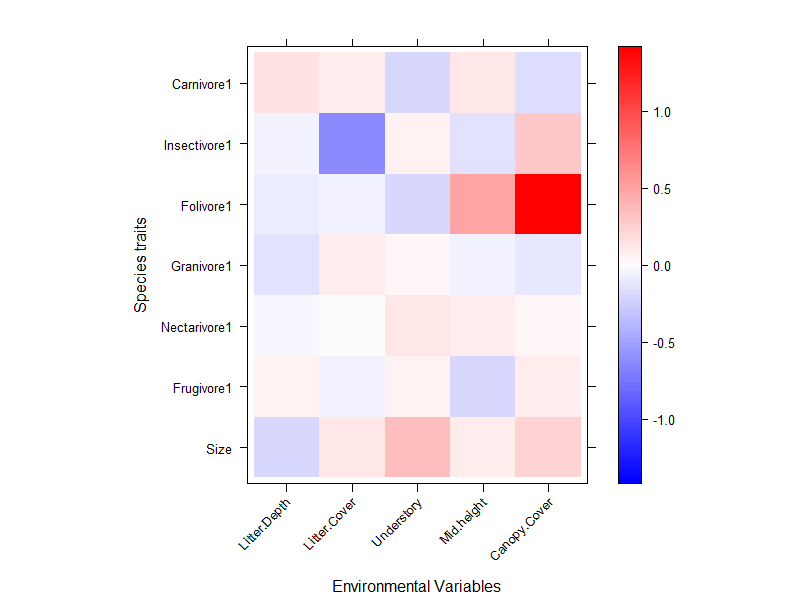 Carnivore1
Insectivore1
Folivore1
Granivore1
Nectarivore1
Frugivore1
Size
Species traits
Litter.Depth
Litter.Cover
Understory
Mid.height
Canopy.Cover
Environmental Variables
1.0
0.5
0.0
-0.5
-1.0